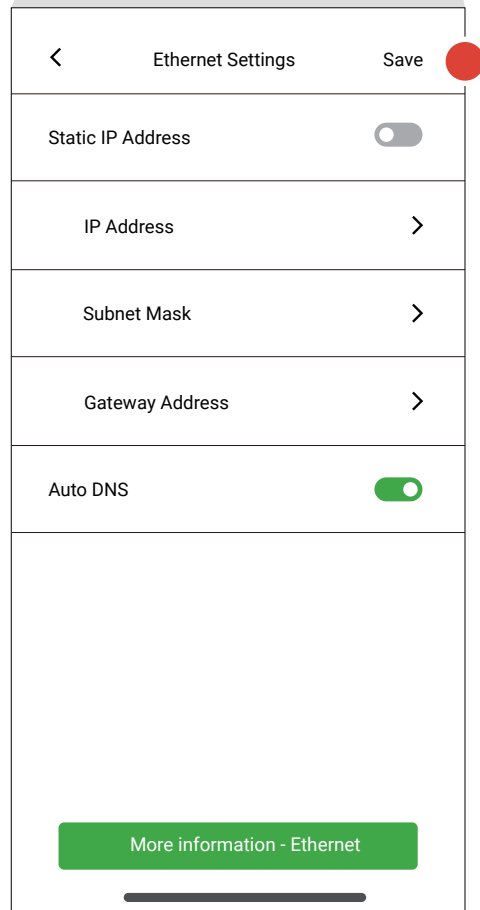 Ethernet Settings Save
Static IP Address
IP Address
Subnet Mask
Gateway Address
Auto DNS
More information - Ethernet